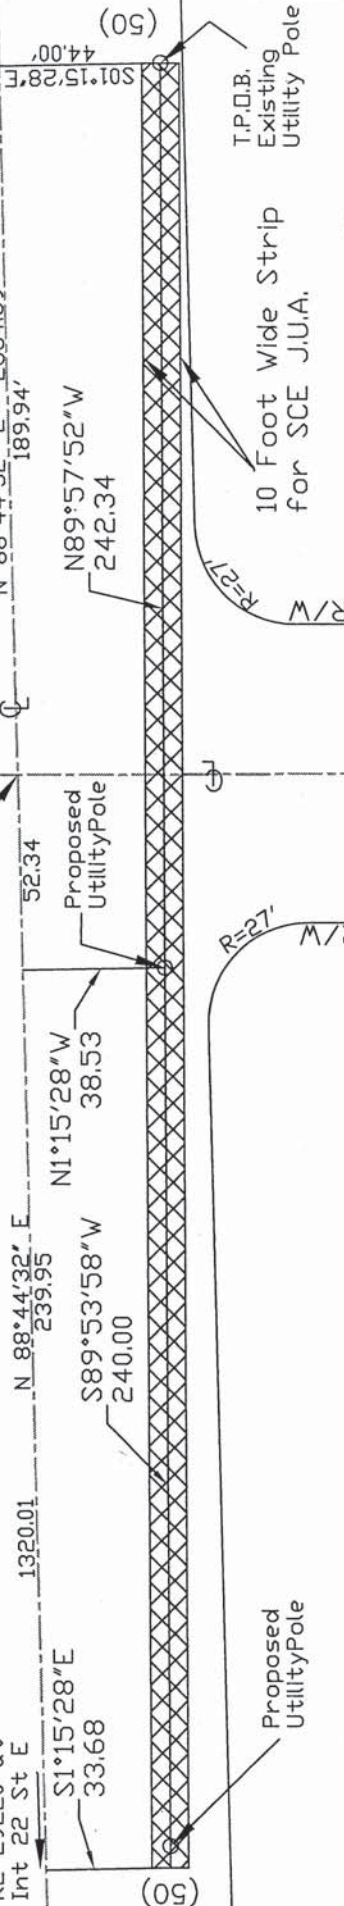 Int 22 St E
1320.01
N 88°44'32" E
239.95
52.34
℄
189.94'
S01°15'28"E
44.00'
(50)
S1°15'28"E
33.68
S89°53'58"W
240.00
N1°15'28"W
38.53
Proposed
UtilityPole
N89°57'52"W
242.34
(50)
Proposed
UtilityPole
R=27'
R/W
℄
R=27'
R/W
10 Foot Wide Strip
for SCE J.U.A.
T.P.O.B.
Existing
Utility Pole